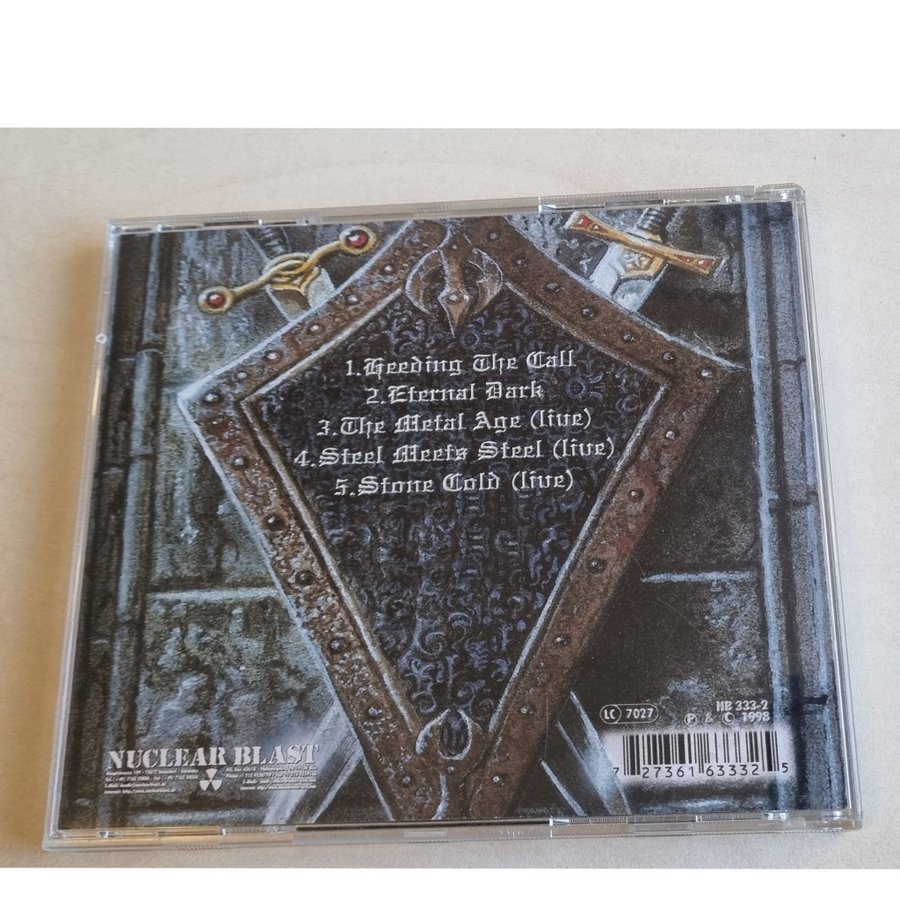 1.Heeding The Call
2.Eternal Dark
3.The Metal Age (live)
4.Steel Meets Steel (live)
5.Stone Cold (live)
LC 7027
NB 333-2
P & C 1998
NUCLEAR BLAST
7 27361 63332 5